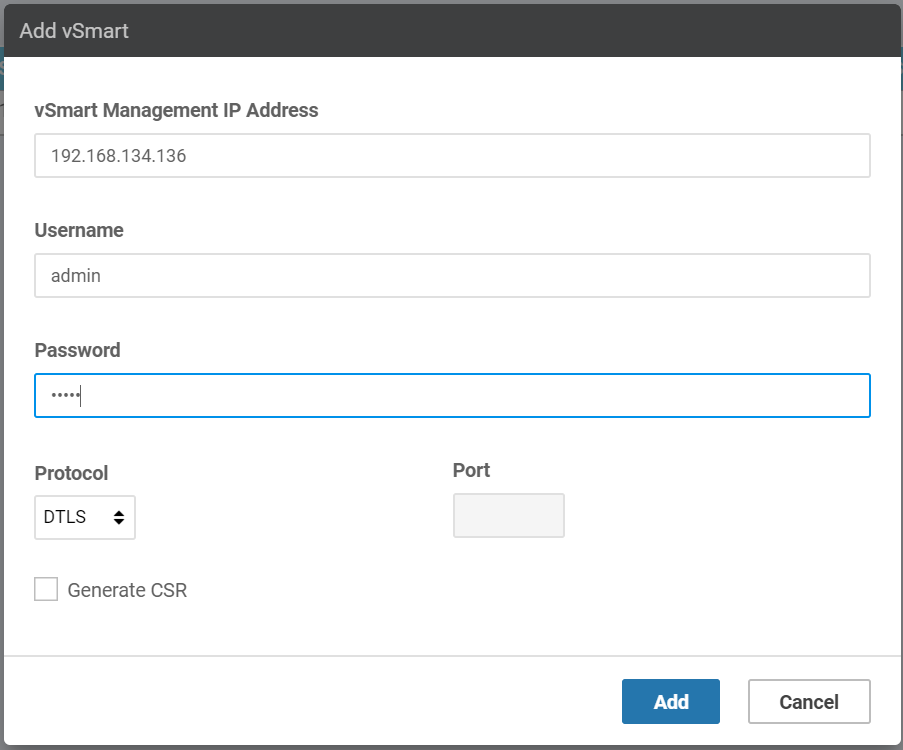 Add vSmart
vSmart Management IP Address
192.168.134.136
Username
admin
Password
•••••
Protocol
Port
DTLS
Generate CSR
Add
Cancel